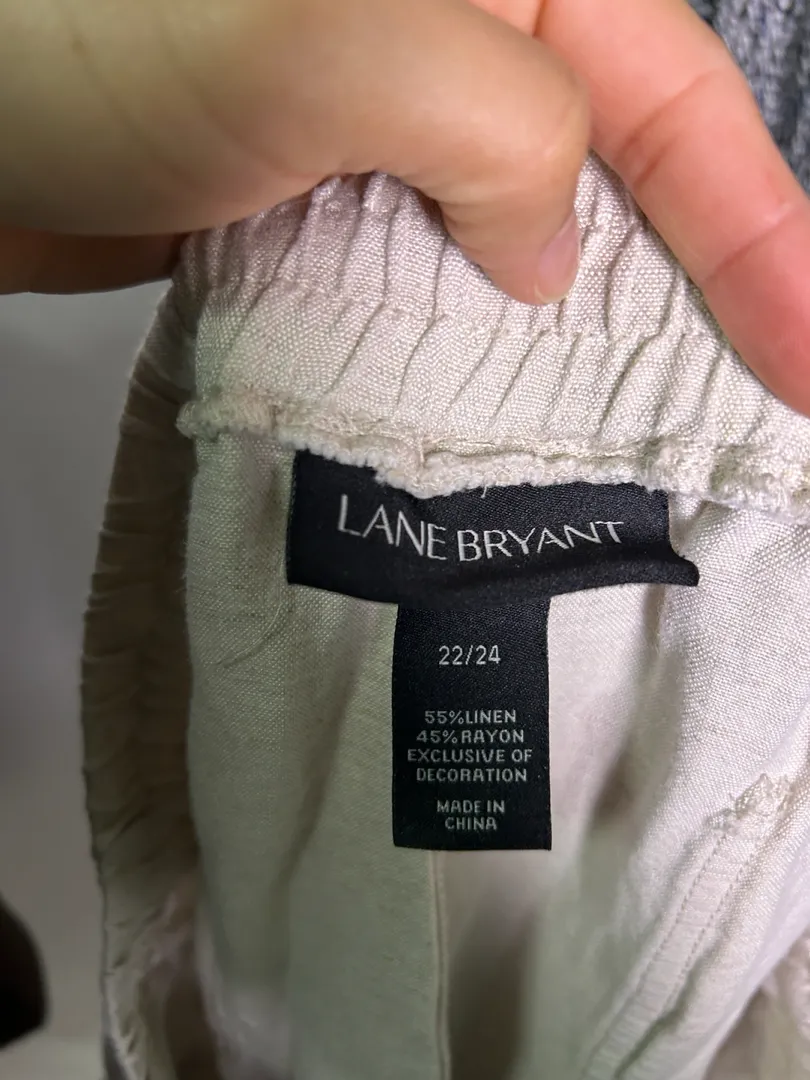 LANE BRYANT
22/24
55%LINEN
45%RAYON
EXCLUSIVE OF
DECORATION
MADE IN
CHINA